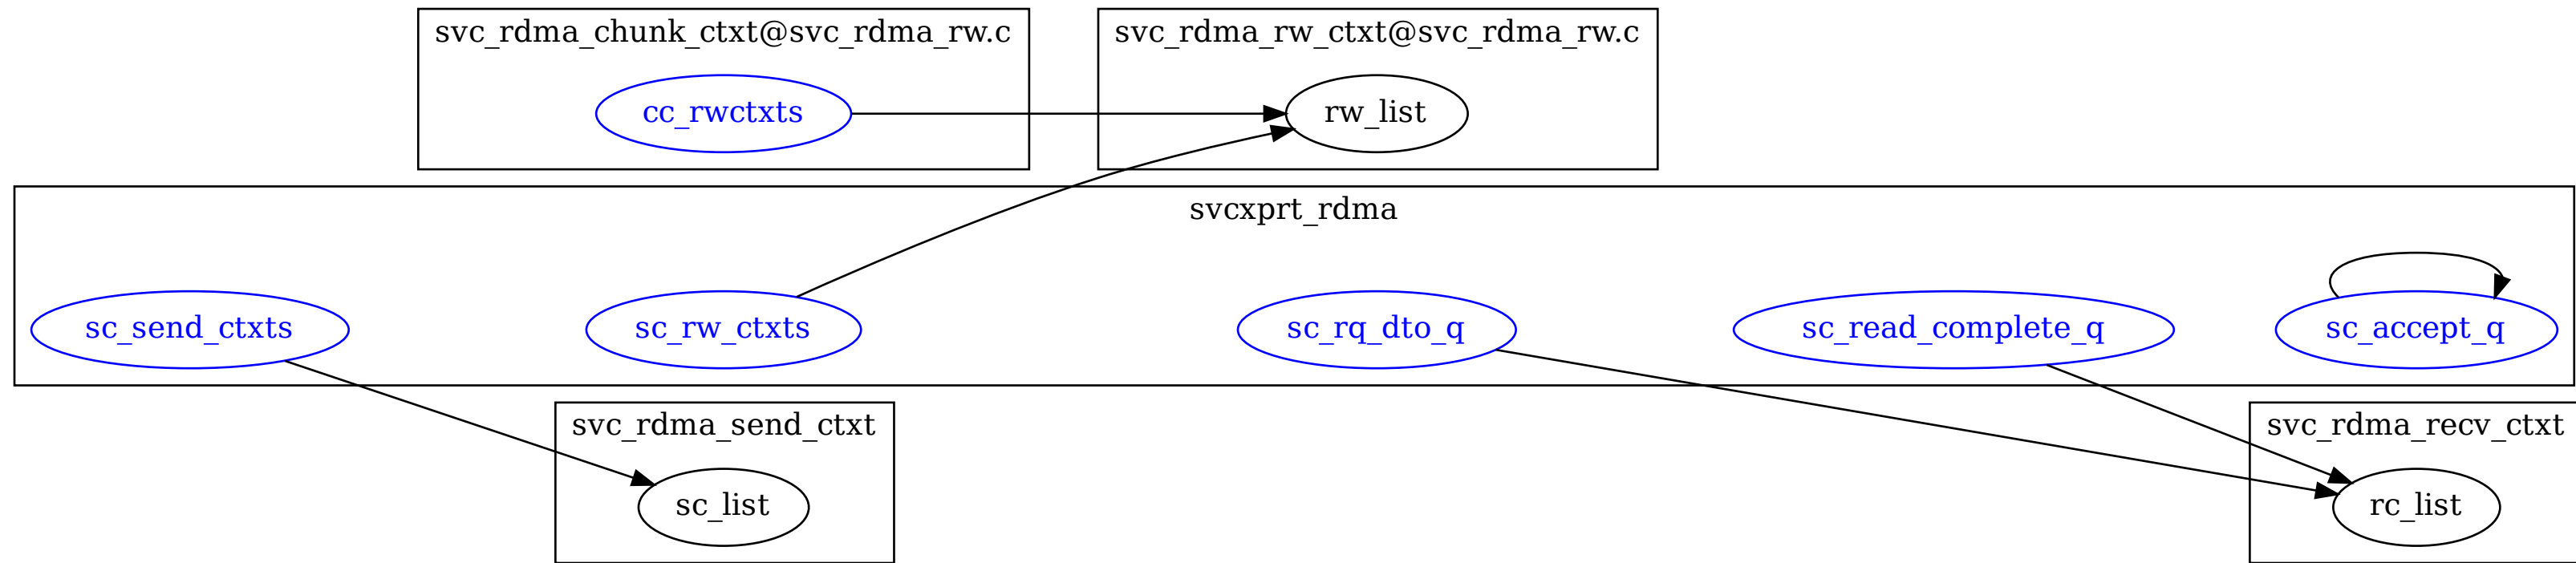 svc_rdma_chunk_ctxt@svc_rdma_rw.c
svc_rdma_rw_ctxt@svc_rdma_rw.c
cc_rwctxts
rw_list
svcxprt_rdma
sc_send_ctxts
sc_rw_ctxts
sc_rq_dto_q
sc_read_complete_q
sc_accept_q
svc_rdma_send_ctxt
svc_rdma_recv_ctxt
sc_list
rc_list